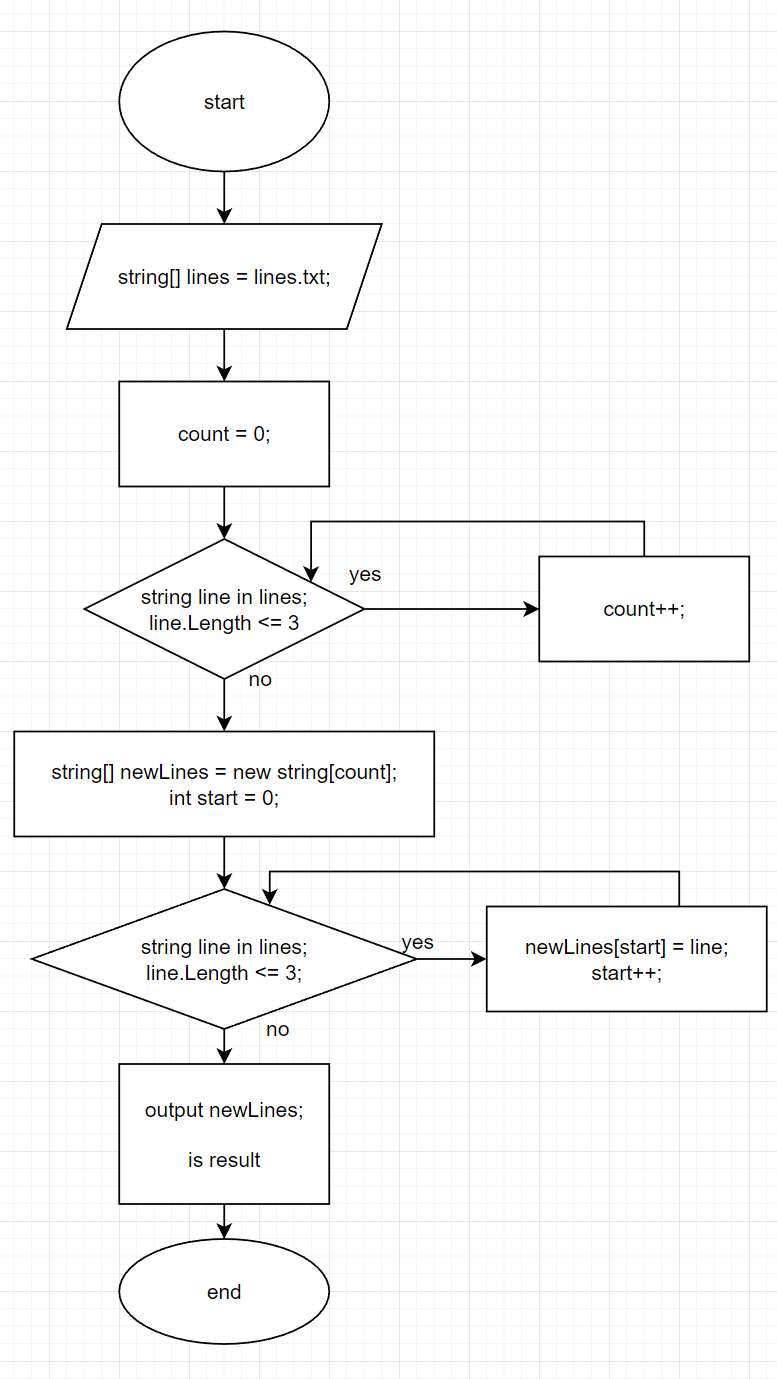 start
string[] lines = lines.txt;
count = 0;
string line in lines;
line.Length <= 3
yes
count++;
no
string[] newLines = new string[count];
int start = 0;
string line in lines;
line.Length <= 3;
yes
newLines[start] = line;
start++;
no
output newLines;
is result
end